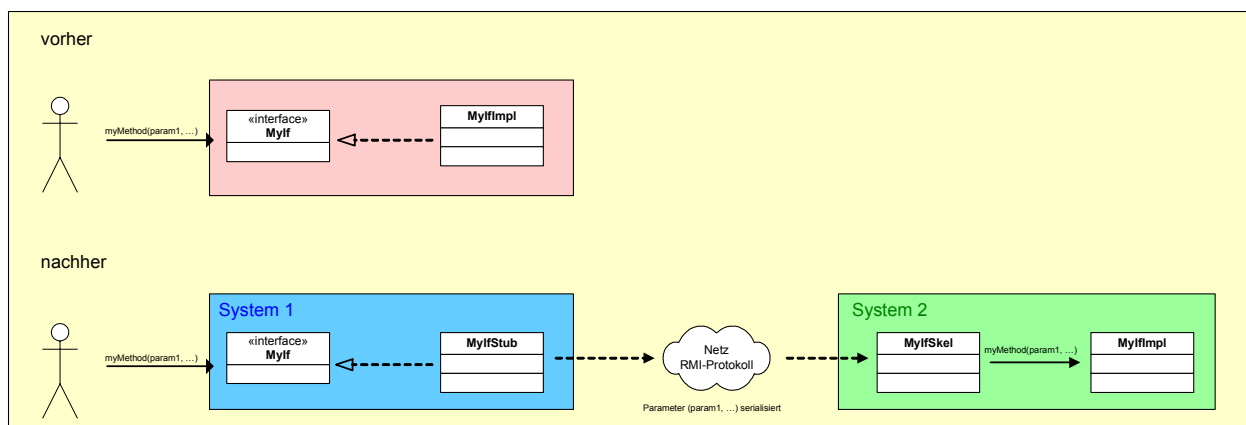 vorher
myMethod(param1, …)
«interface»
MyIf
MyIfImpl
nachher
System 1
myMethod(param1, …)
«interface»
MyIf
MyIfStub
Netz
RMI-Protokoll
Parameter (param1, …) serialisiert
System 2
MyIfSkel
myMethod(param1, …)
MyIfImpl